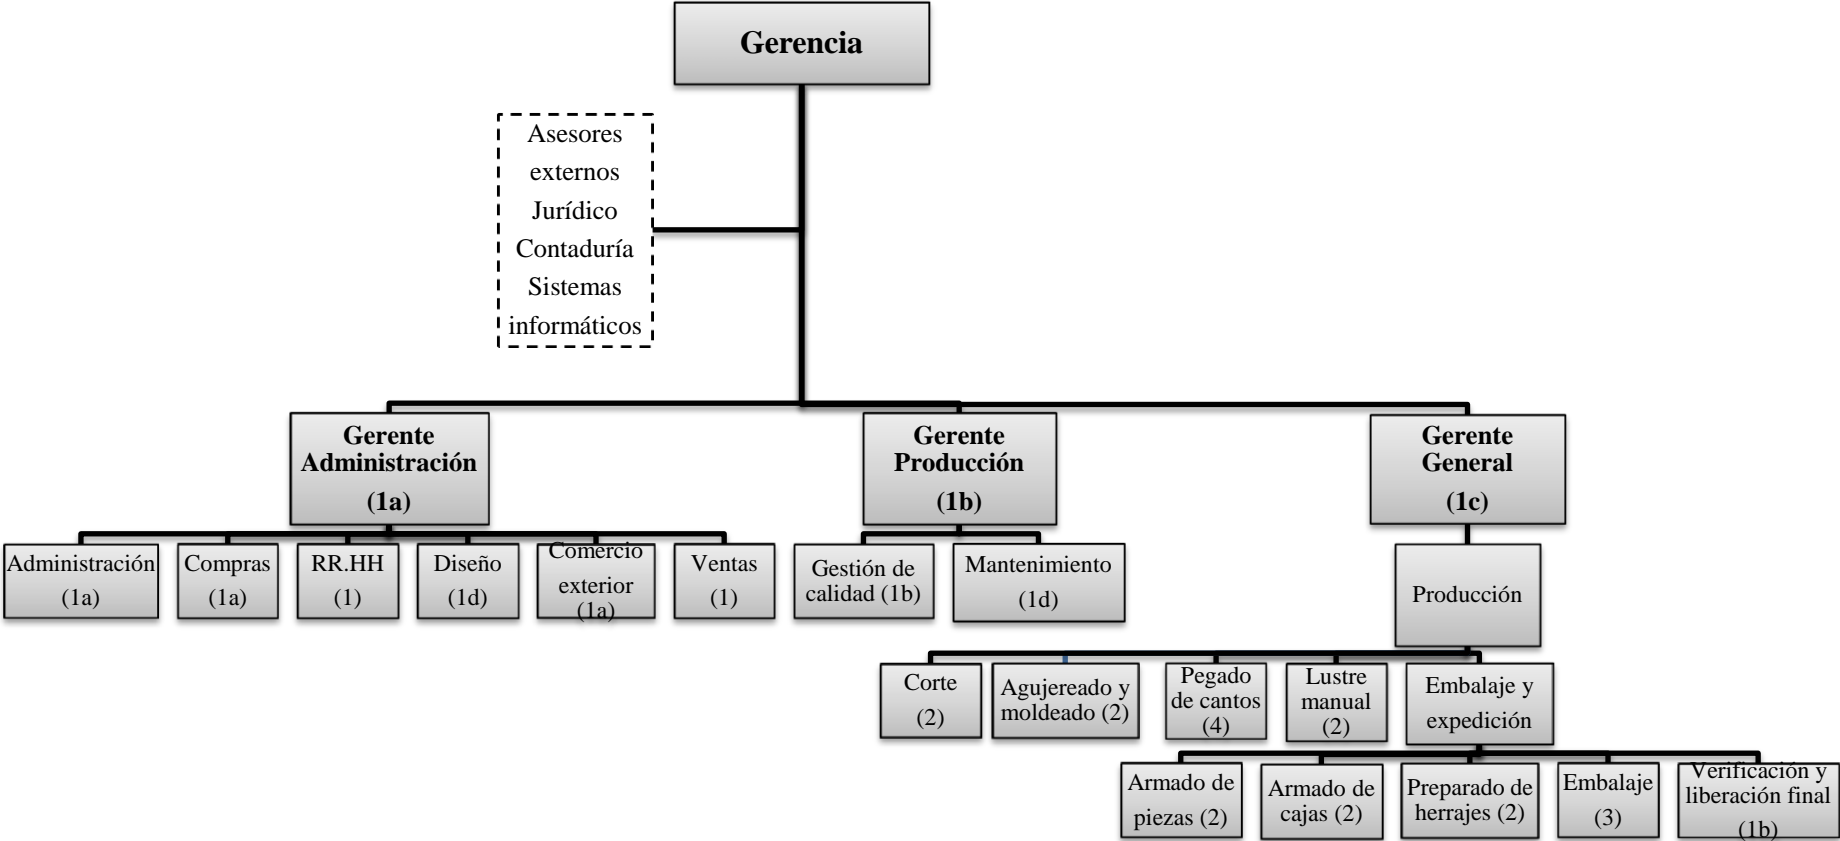 Gerencia
Asesores
externos
Jurídico
Contaduría
Sistemas
informáticos
Gerente
Administración
(1a)
Gerente
Producción
(1b)
Gerente
General
(1c)
Administración
(1a)
Compras
(1a)
RR.HH
(1)
Diseño
(1d)
Comercio
exterior
(1a)
Ventas
(1)
Gestión de
calidad (1b)
Mantenimiento
(1d)
Producción
Corte
(2)
Agujereado y
moldeado (2)
Pegado
de cantos
(4)
Lustre
manual
(2)
Embalaje y
expedición
Armado de
piezas (2)
Armado de
cajas (2)
Preparado de
herrajes (2)
Embalaje
(3)
Verificación y
liberación final
(1b)